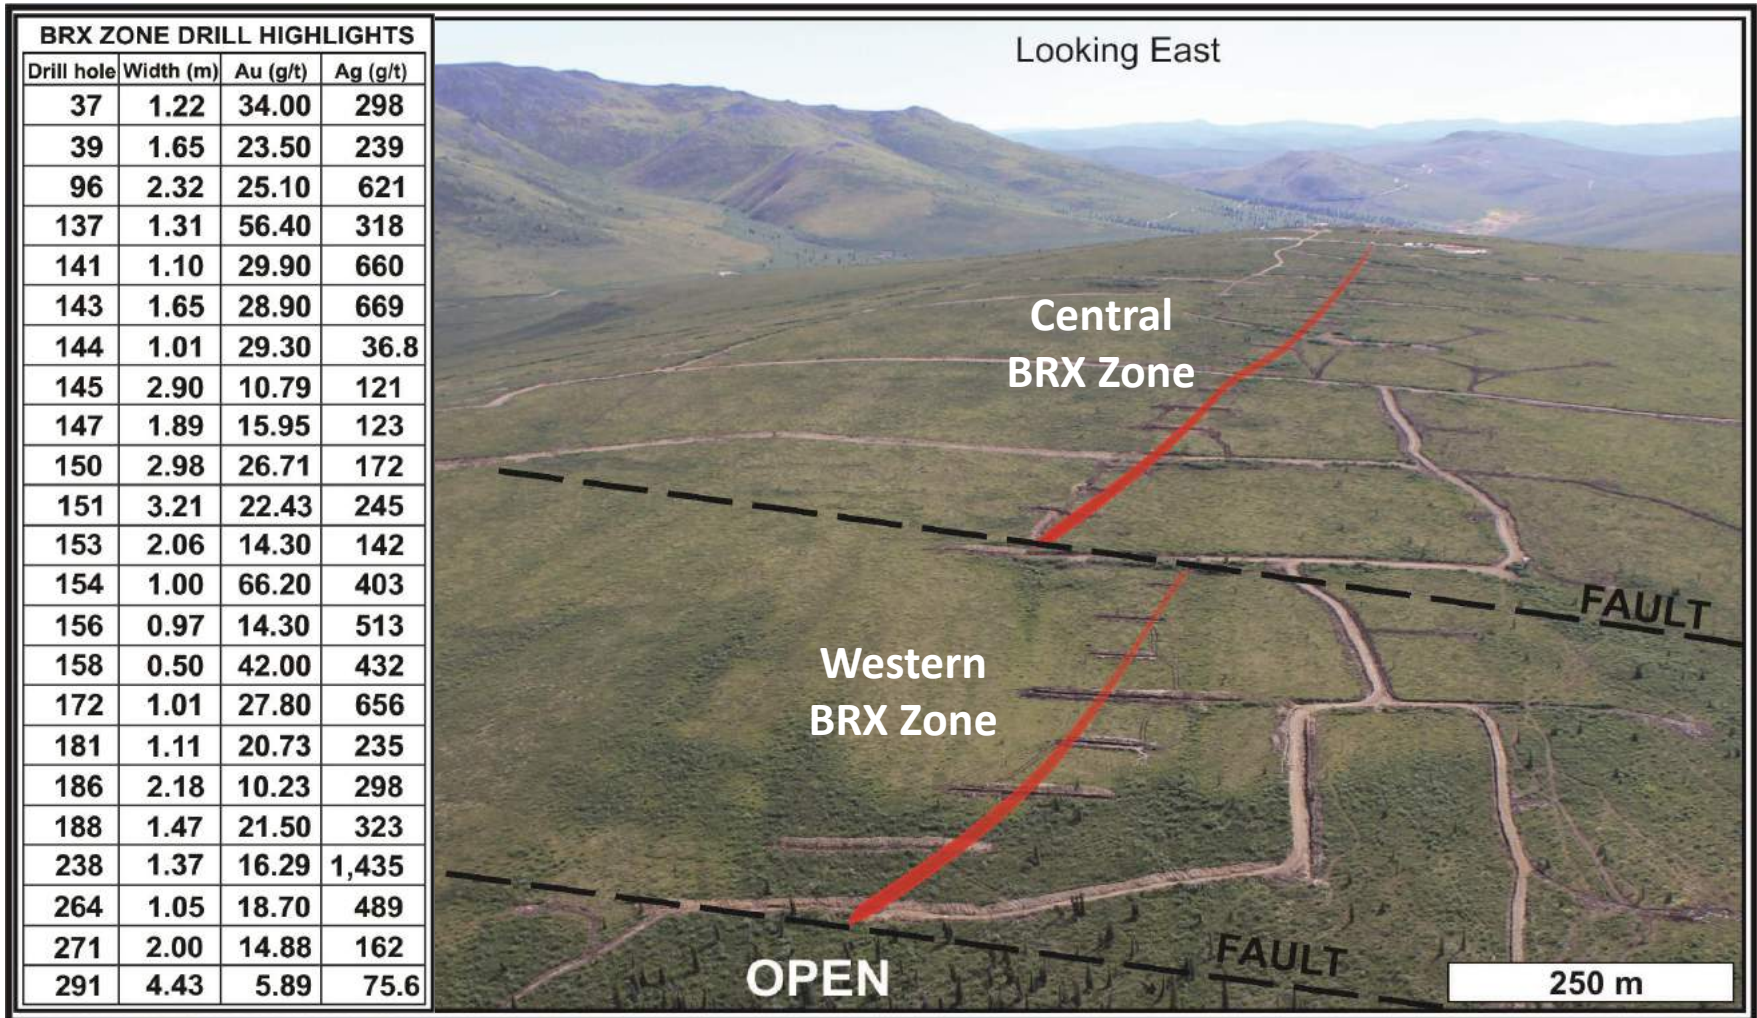 BRX ZONE DRILL HIGHLIGHTS
Drill hole Width (m) Au (g/t) Ag (g/t)
37 1.22 34.00 298
39 1.65 23.50 239
96 2.32 25.10 621
137 1.31 56.40 318
141 1.10 29.90 660
143 1.65 28.90 669
144 1.01 29.30 36.8
145 2.90 10.79 121
147 1.89 15.95 123
150 2.98 26.71 172
151 3.21 22.43 245
153 2.06 14.30 142
154 1.00 66.20 403
156 0.97 14.30 513
158 0.50 42.00 432
172 1.01 27.80 656
181 1.11 20.73 235
186 2.18 10.23 298
188 1.47 21.50 323
238 1.37 16.29 1,435
264 1.05 18.70 489
271 2.00 14.88 162
291 4.43 5.89 75.6
Looking East
Central
BRX Zone
FAULT
Western
BRX Zone
FAULT
OPEN
250 m